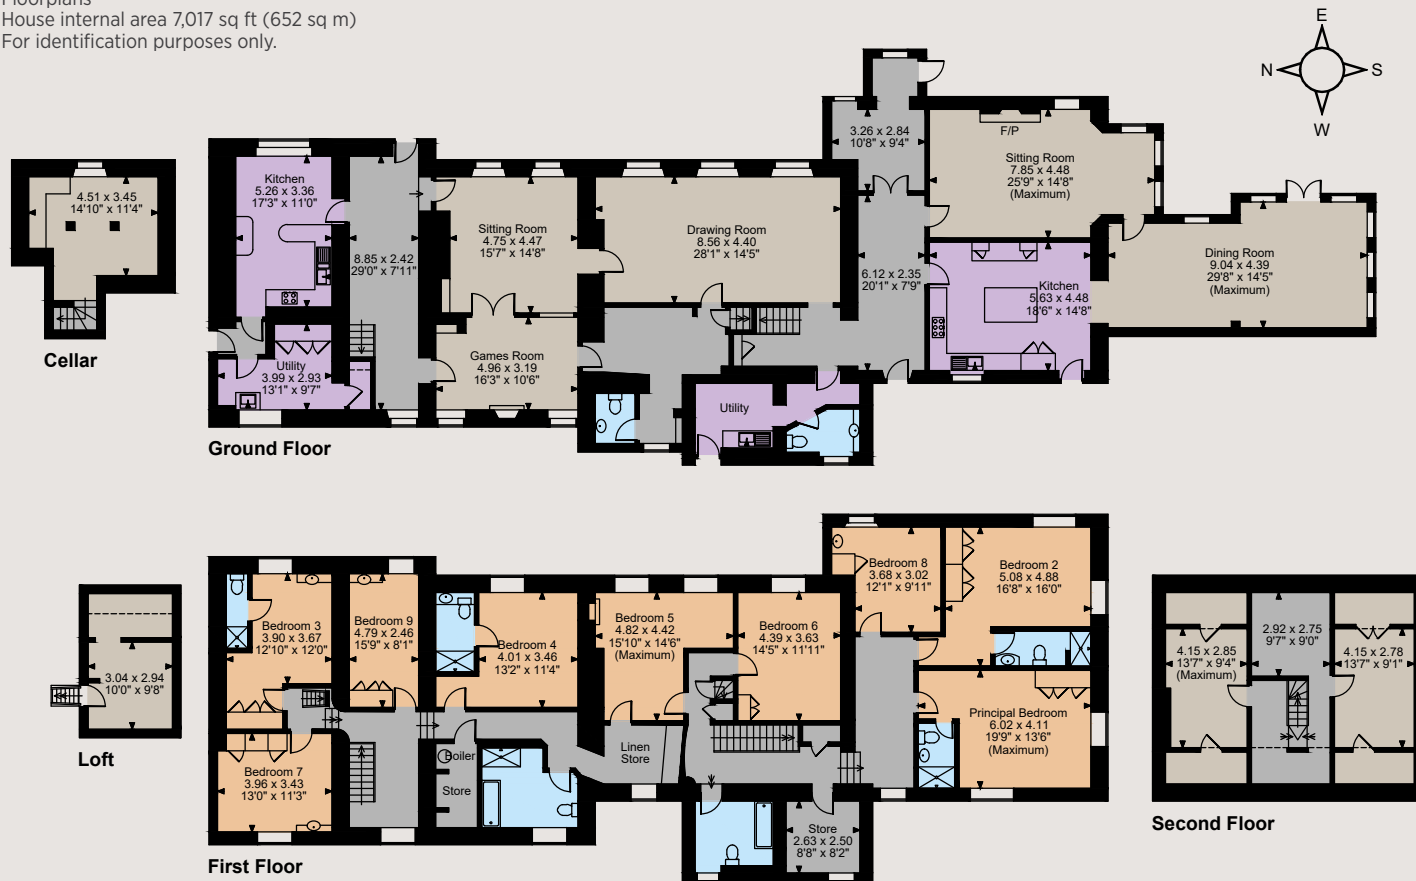 Floorplans
House internal area 7,017 sq ft (652 sq m)
For identification purposes only.
E
N
S
W
4.51 x 3.45
14'10" x 11'4"
Cellar
Kitchen
5.26 x 3.36
17'3" x 11'0"
8.85 x 2.42
29'0" x 7'11"
Utility
3.99 x 2.93
13'1" x 9'7"
Sitting Room
4.75 x 4.47
15'7" x 14'8"
Games Room
4.96 x 3.19
16'3" x 10'6"
Drawing Room
8.56 x 4.40
28'1" x 14'5"
3.26 x 2.84
10'8" x 9'4"
6.12 x 2.35
20'1" x 7'9"
F/P
Sitting Room
7.85 x 4.48
25'9" x 14'8"
(Maximum)
Kitchen
5.63 x 4.48
18'6" x 14'8"
Dining Room
9.04 x 4.39
29'8" x 14'5"
(Maximum)
Utility
Ground Floor
3.04 x 2.94
10'0" x 9'8"
Loft
Bedroom 3
3.90 x 3.67
12'10" x 12'0"
Bedroom 9
4.79 x 2.46
15'9" x 8'1"
Bedroom 4
4.01 x 3.46
13'2" x 11'4"
Bedroom 5
4.82 x 4.42
15'10" x 14'6"
(Maximum)
Bedroom 6
4.39 x 3.63
14'5" x 11'11"
Bedroom 8
3.68 x 3.02
12'1" x 9'11"
Bedroom 2
5.08 x 4.88
16'8" x 16'0"
Principal Bedroom
6.02 x 4.11
19'9" x 13'6"
(Maximum)
Bedroom 7
3.96 x 3.43
13'0" x 11'3"
Boiler
Store
Linen
Store
Store
2.63 x 2.50
8'8" x 8'2"
First Floor
4.15 x 2.85
13'7" x 9'4"
(Maximum)
2.92 x 2.75
9'7" x 9'0"
4.15 x 2.78
13'7" x 9'1"
Second Floor